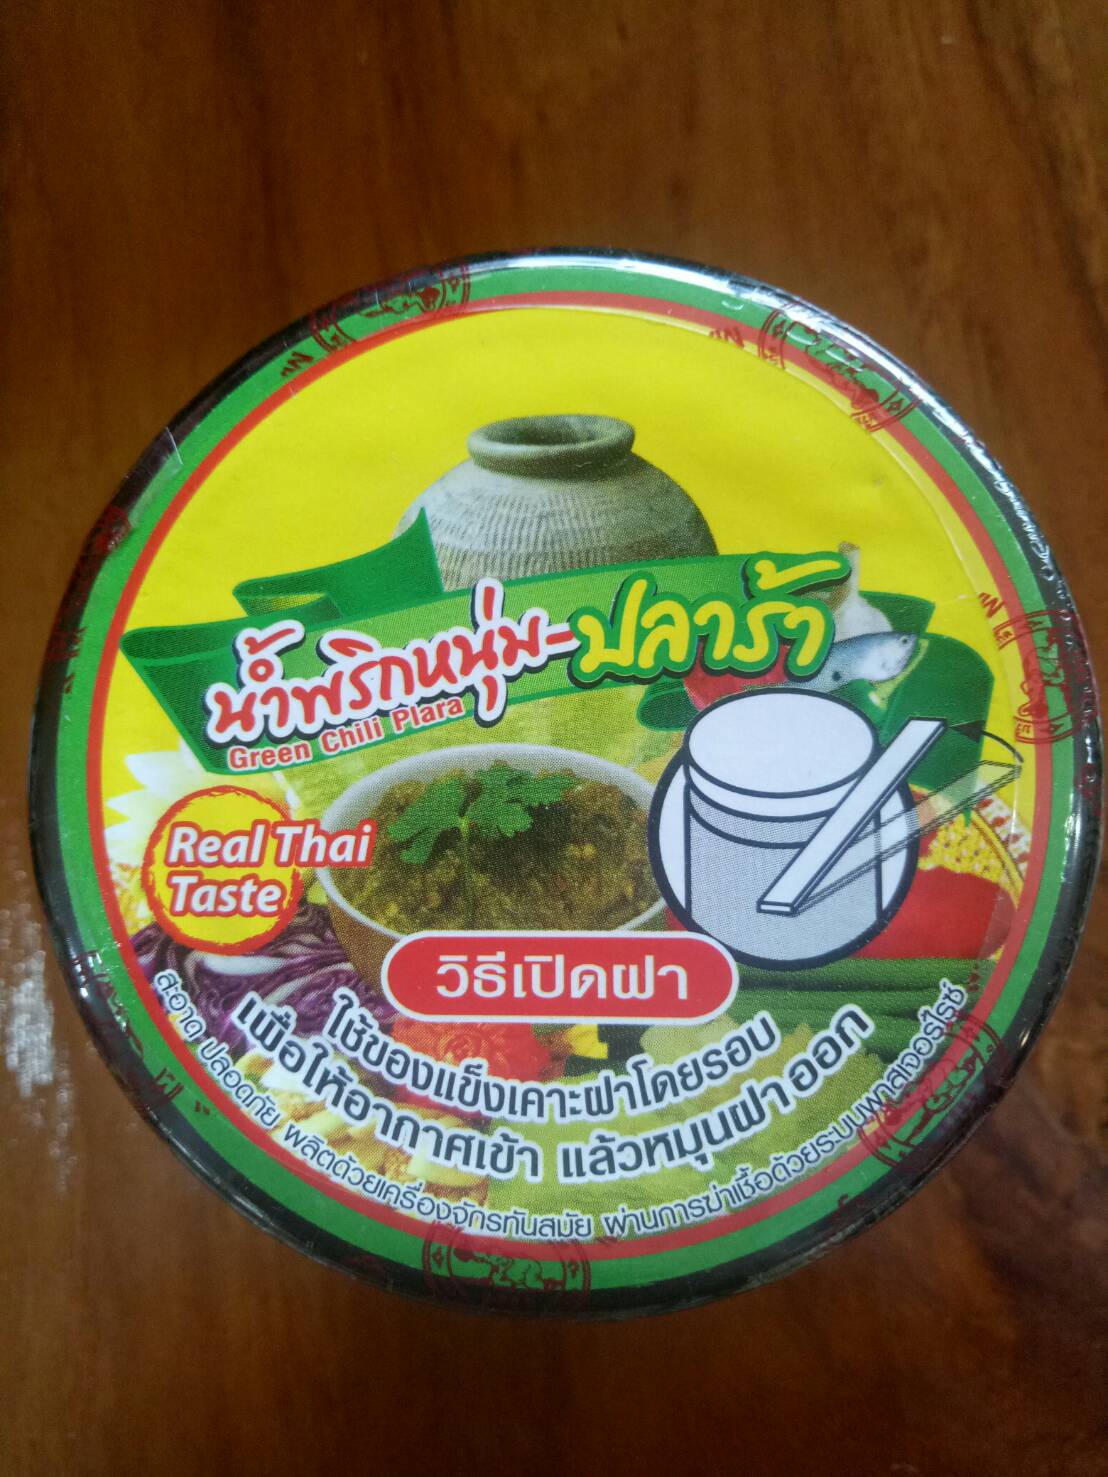 น้ำพริกหนุ่ม-ปลาร้า
Green Chili Plara
Real Thai
Taste
วิธีเปิดฝา
ใช้ของแข็งเคาะฝาโดยรอบ
เพื่อให้อากาศเข้า แล้วหมุนฝาออก
สะอาด ปลอดภัย ผลิตด้วยเครื่องจักรทันสมัย ผ่านการฆ่าเชื้อด้วยระบบพาสเจอร์ไรซ์